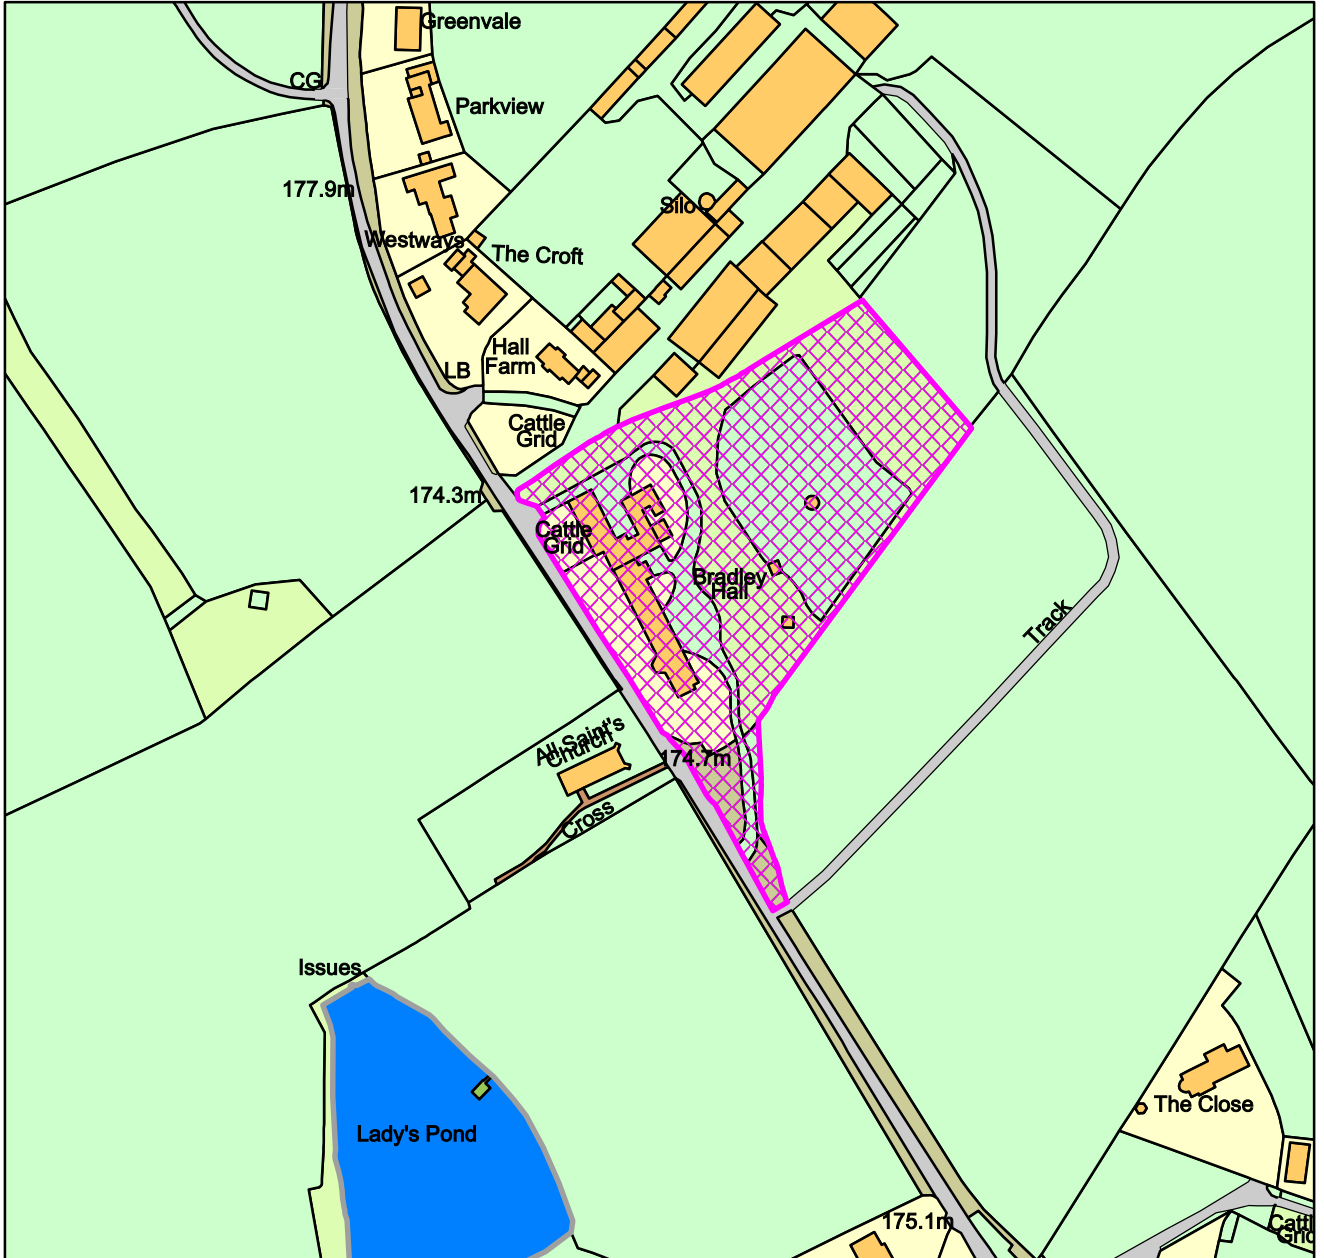 Greenvale
CG
Parkview
177.9m
Silo
Westways
The Croft
Hall
Farm
LB
Cattle
Grid
174.3m
Cattle
Grid
Bradley
Hall
Track
All Saint's
Church
174.7m
Cross
Issues
Lady's Pond
The Close
175.1m
Cattl
Grid